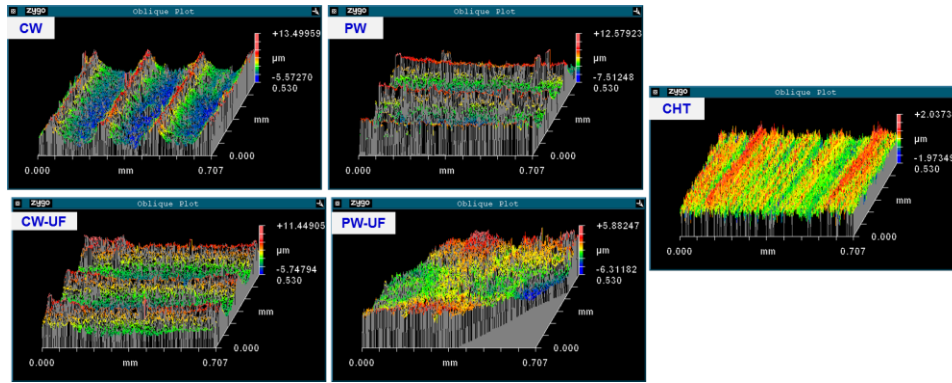 zygo Oblique Plot
CW
+13.49959
µm
-5.57270
0.530
mm
0.000
0.000 mm 0.707
zygo Oblique Plot
PW
+12.57923
µm
-7.51248
0.530
mm
0.000
0.000 mm 0.707
zygo Oblique Plot
CHT
+2.0373
µm
-1.97349
0.530
mm
0.000
0.000 mm 0.707
zygo Oblique Plot
CW-UF
+11.44905
µm
-5.74794
0.530
mm
0.000
0.000 mm 0.707
zygo Oblique Plot
PW-UF
+5.88247
µm
-6.31182
0.530
mm
0.000
0.000 mm 0.707